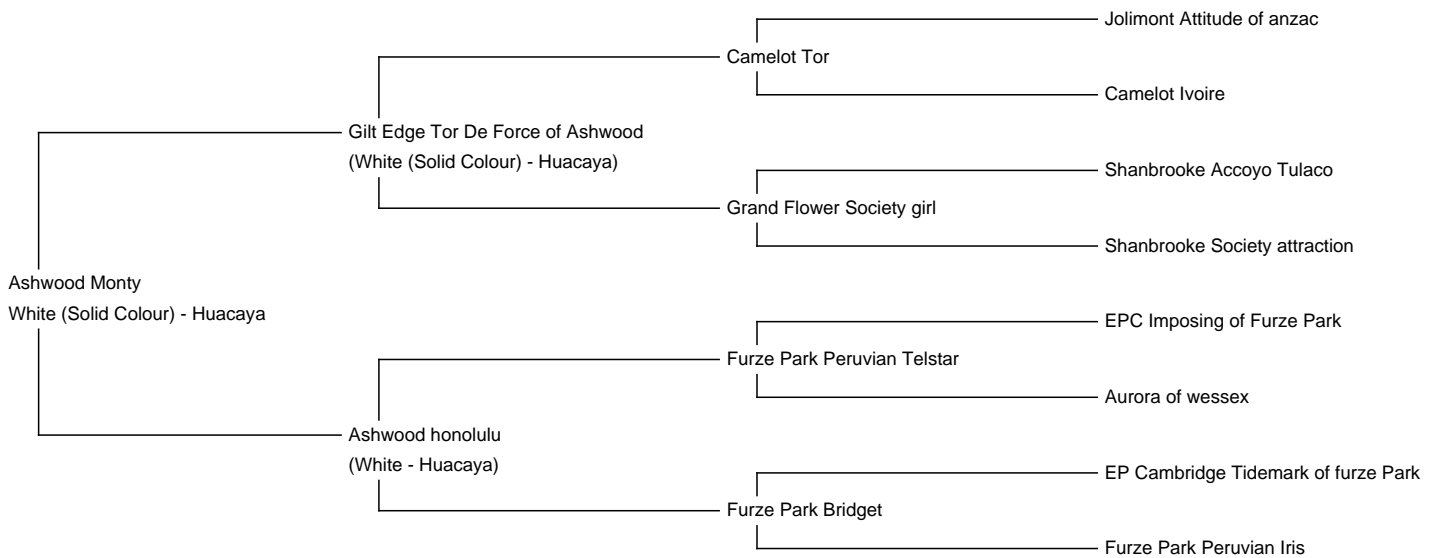 Jolimont Attitude of anzac
Camelot Tor
Camelot Ivoire
Gilt Edge Tor De Force of Ashwood
(White (Solid Colour) - Huacaya)
Shanbrooke Accoyo Tulaco
Grand Flower Society girl
Shanbrooke Society attraction
Ashwood Monty
White (Solid Colour) - Huacaya
EPC Imposing of Furze Park
Furze Park Peruvian Telstar
Aurora of wessex
Ashwood honolulu
(White - Huacaya)
EP Cambridge Tidemark of furze Park
Furze Park Bridget
Furze Park Peruvian Iris